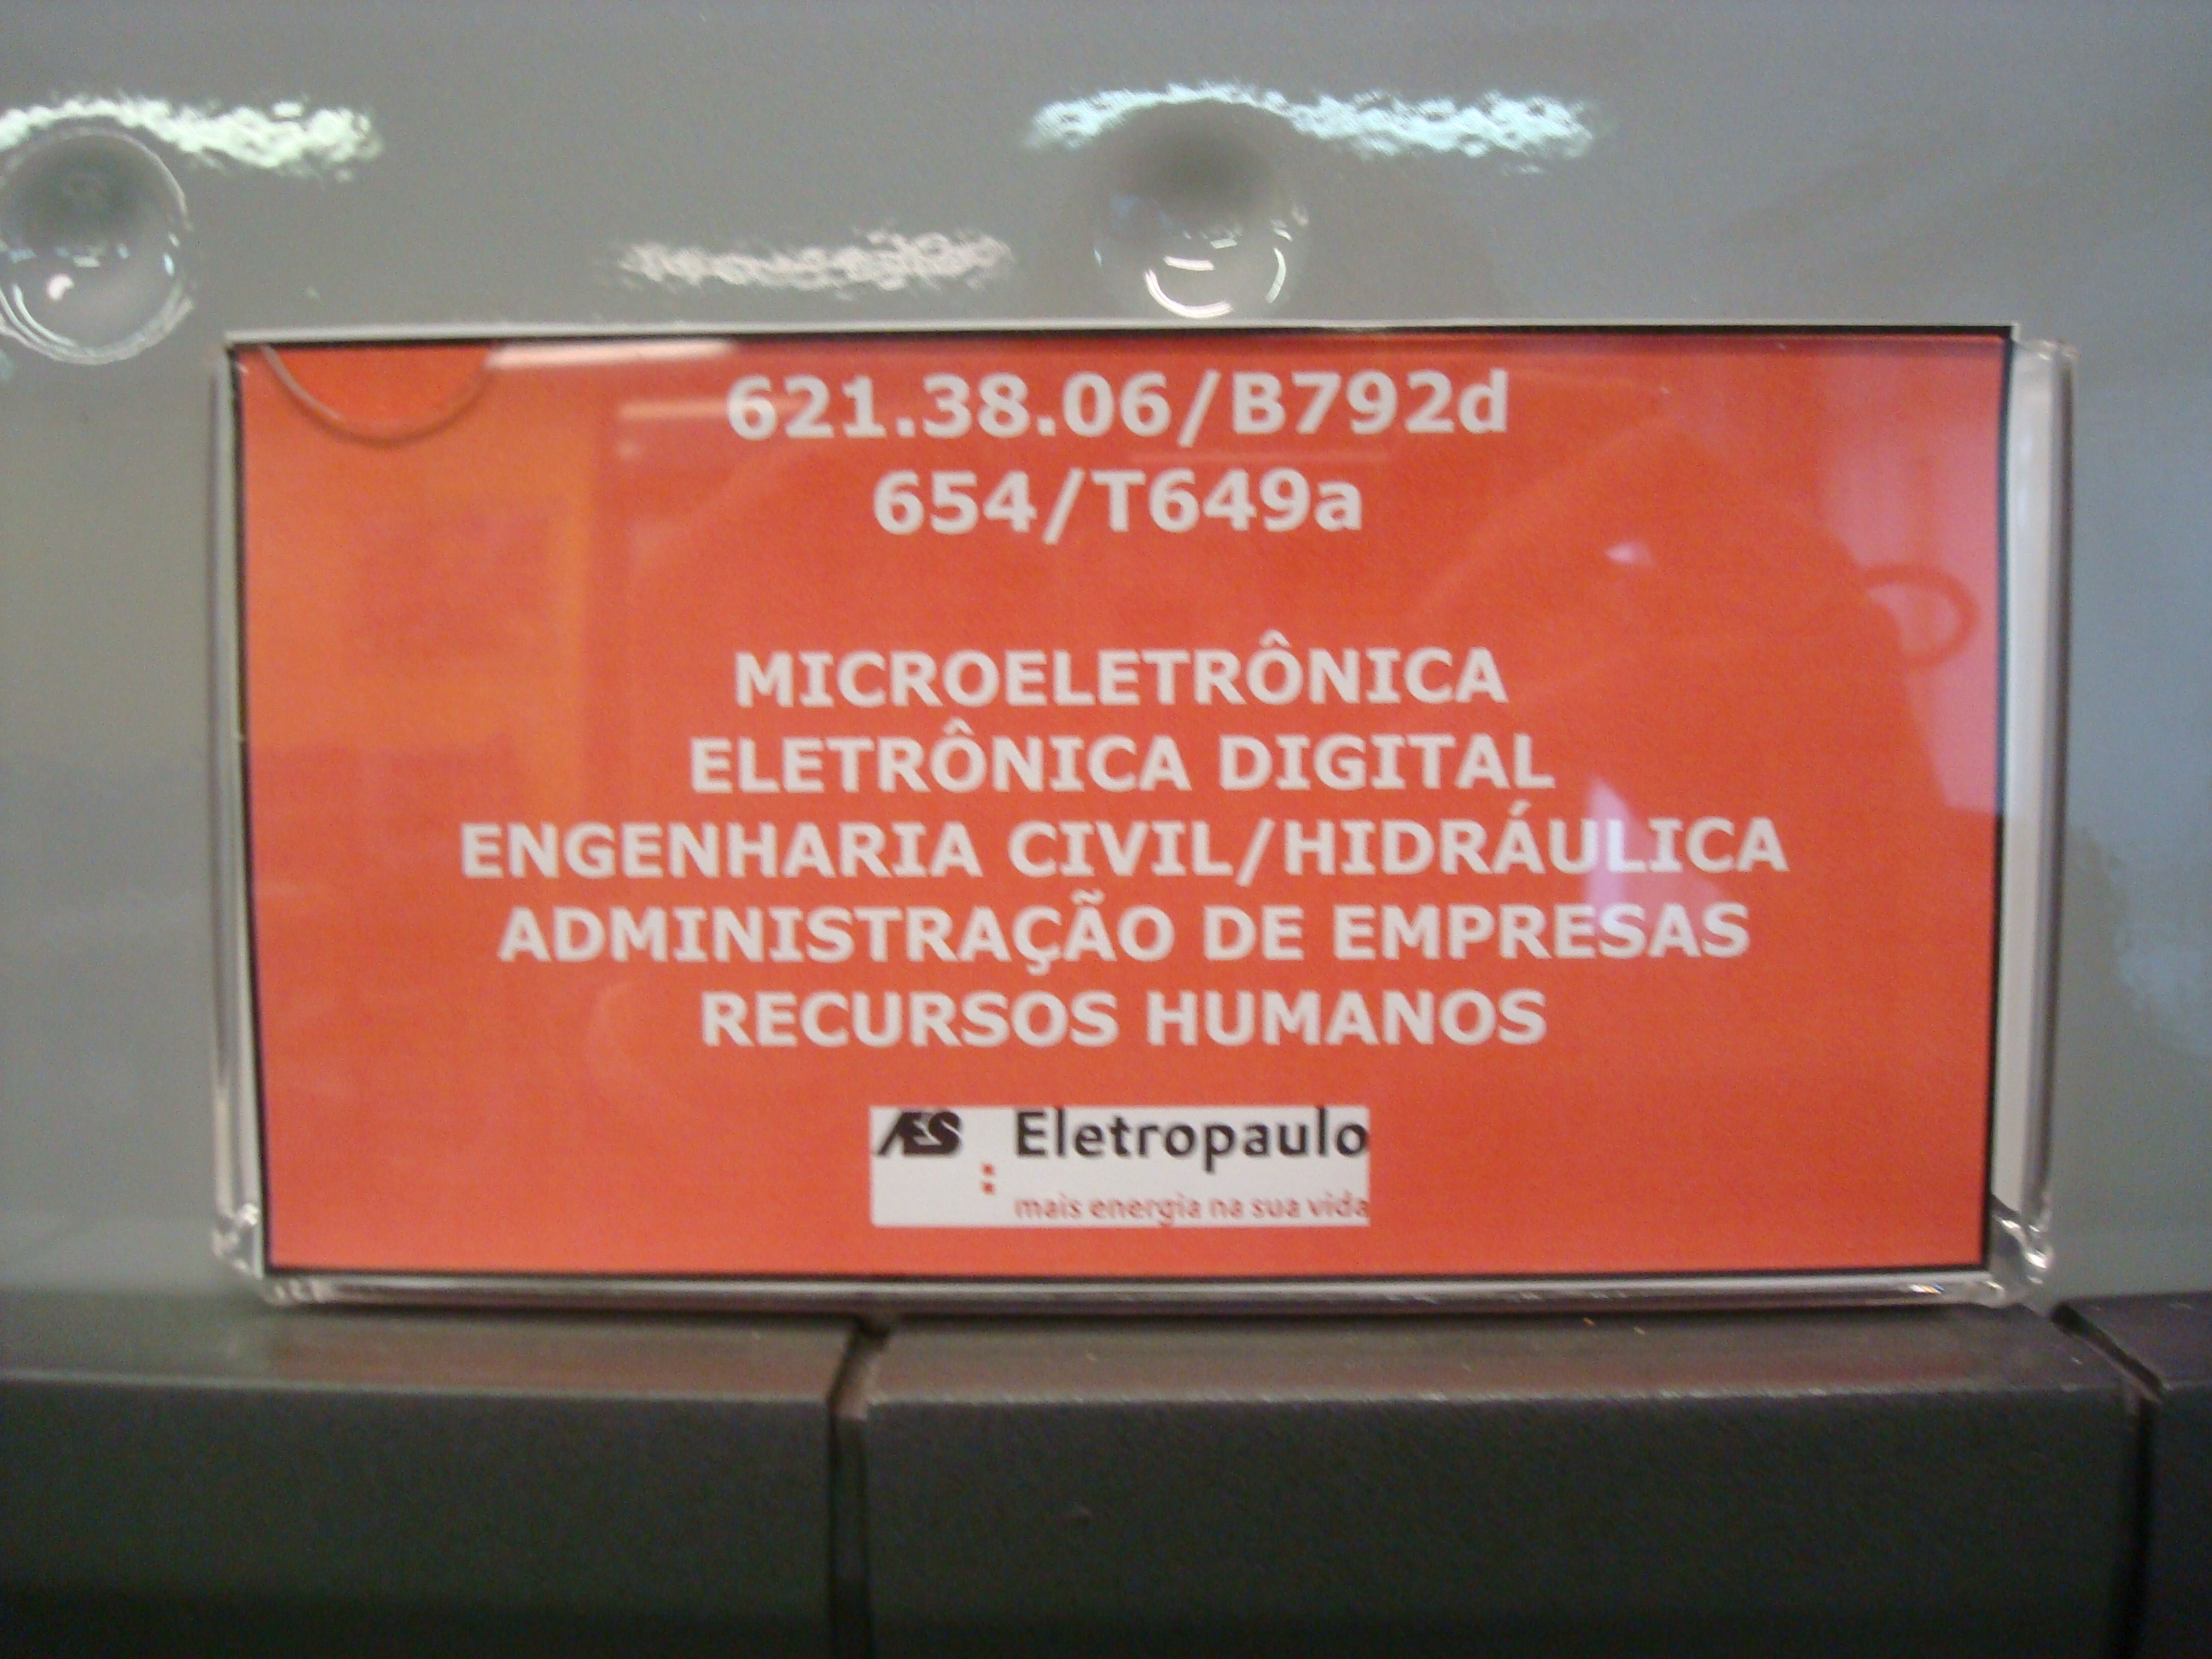 621.38.06/B792d
654/T649a
MICROELETRÔNICA
ELETRÔNICA DIGITAL
ENGENHARIA CIVIL/HIDRÁULICA
ADMINISTRAÇÃO DE EMPRESAS
RECURSOS HUMANOS
AES Eletropaulo
mais energia na sua vida